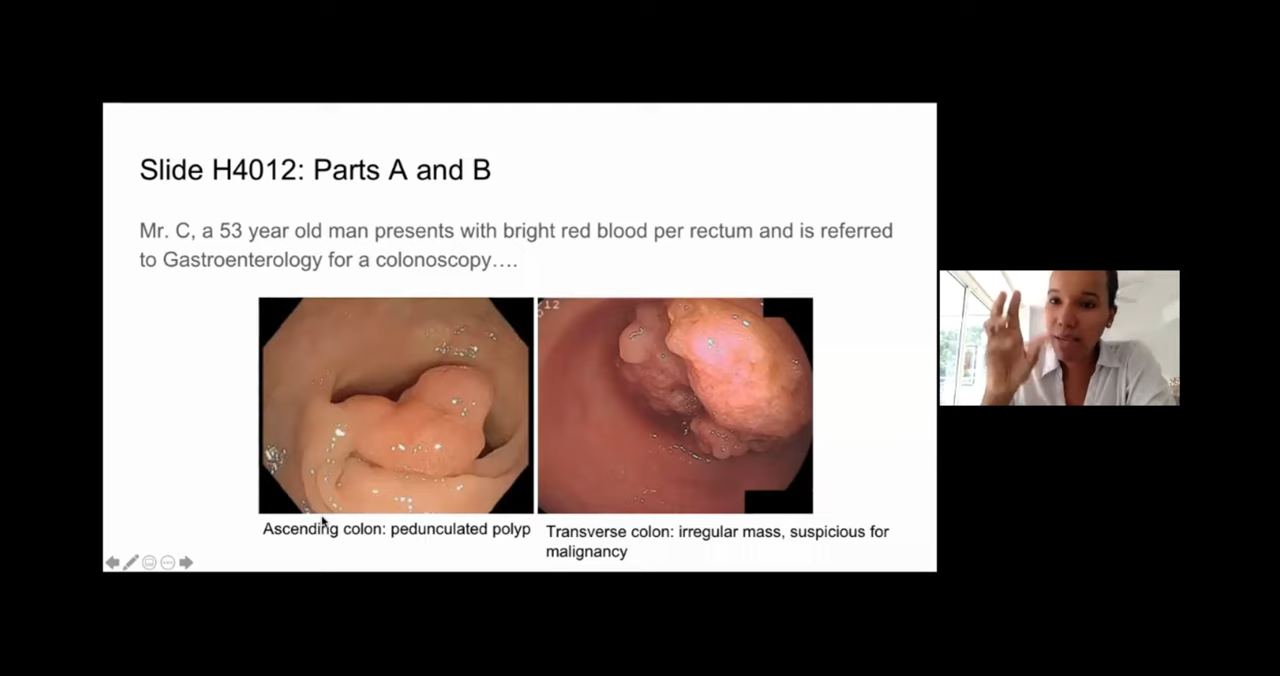 Slide H4012: Parts A and B
Mr. C, a 53 year old man presents with bright red blood per rectum and is referred
to Gastroenterology for a colonoscopy….
12
Ascending colon: pedunculated polyp
Transverse colon: irregular mass, suspicious for
malignancy